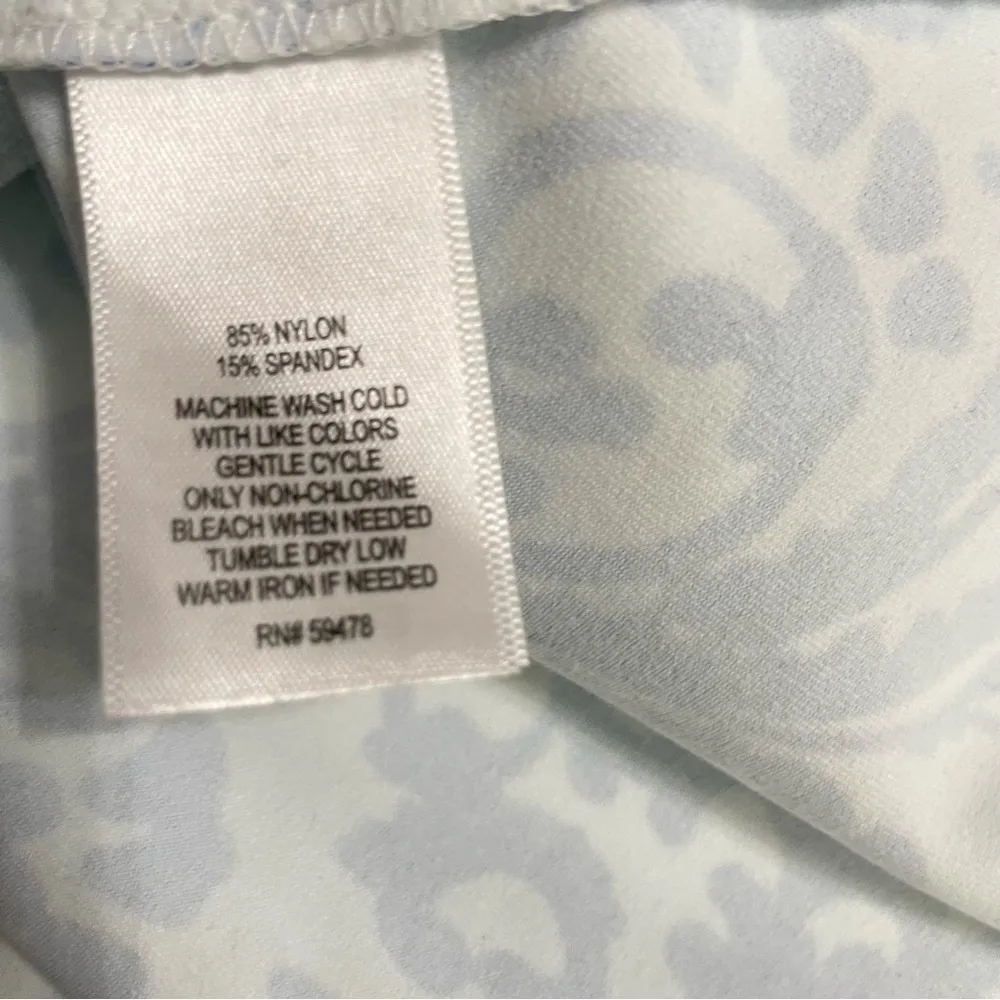 85% NYLON
15% SPANDEX
MACHINE WASH COLD
WITH LIKE COLORS
GENTLE CYCLE
ONLY NON-CHLORINE
BLEACH WHEN NEEDED
TUMBLE DRY LOW
WARM IRON IF NEEDED
RN# 59478